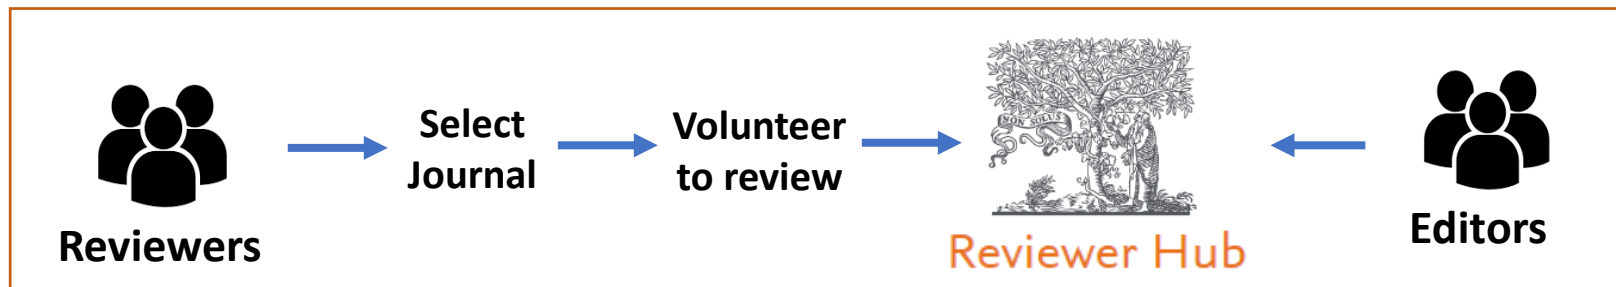 Reviewers
Select
Journal
Volunteer
to review
NON SOLUS
Reviewer Hub
Editors